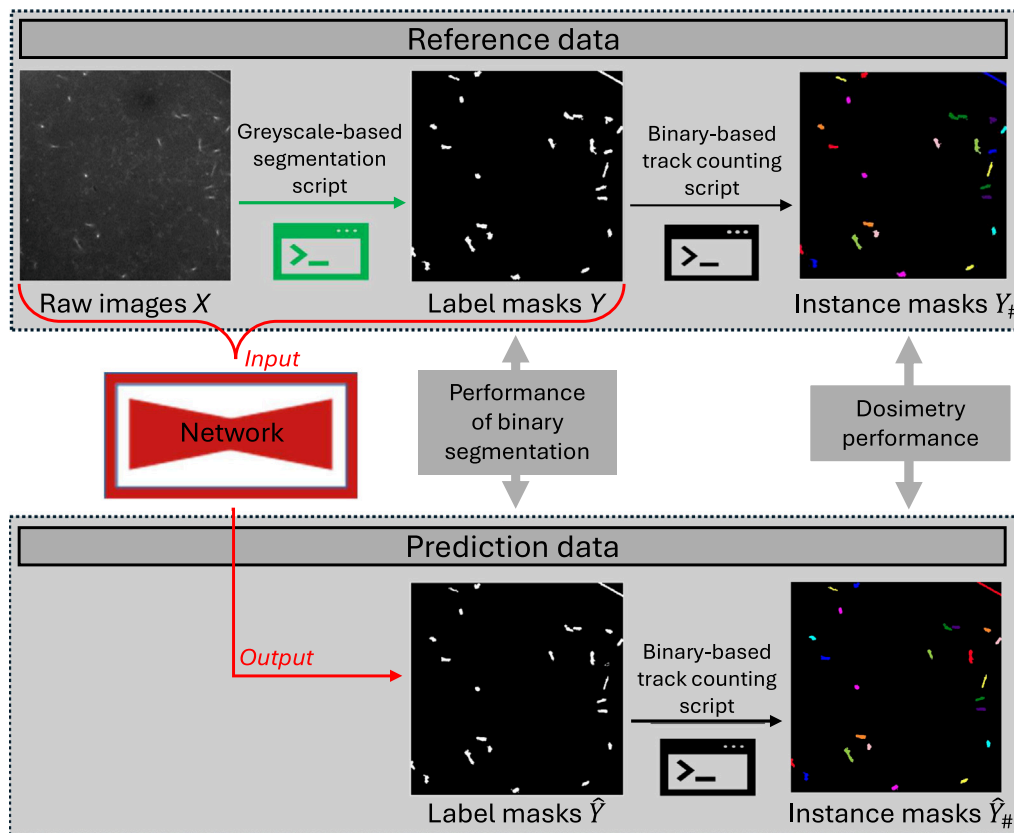 Reference data
Greyscale-based
segmentation
script
>_
Binary-based
track counting
script
>_
Raw images X
Label masks Y
Instance masks Y#
Input
Network
Performance
of binary
segmentation
Dosimetry
performance
Prediction data
Output
Binary-based
track counting
script
>_
Label masks Ŷ
Instance masks Ŷ#